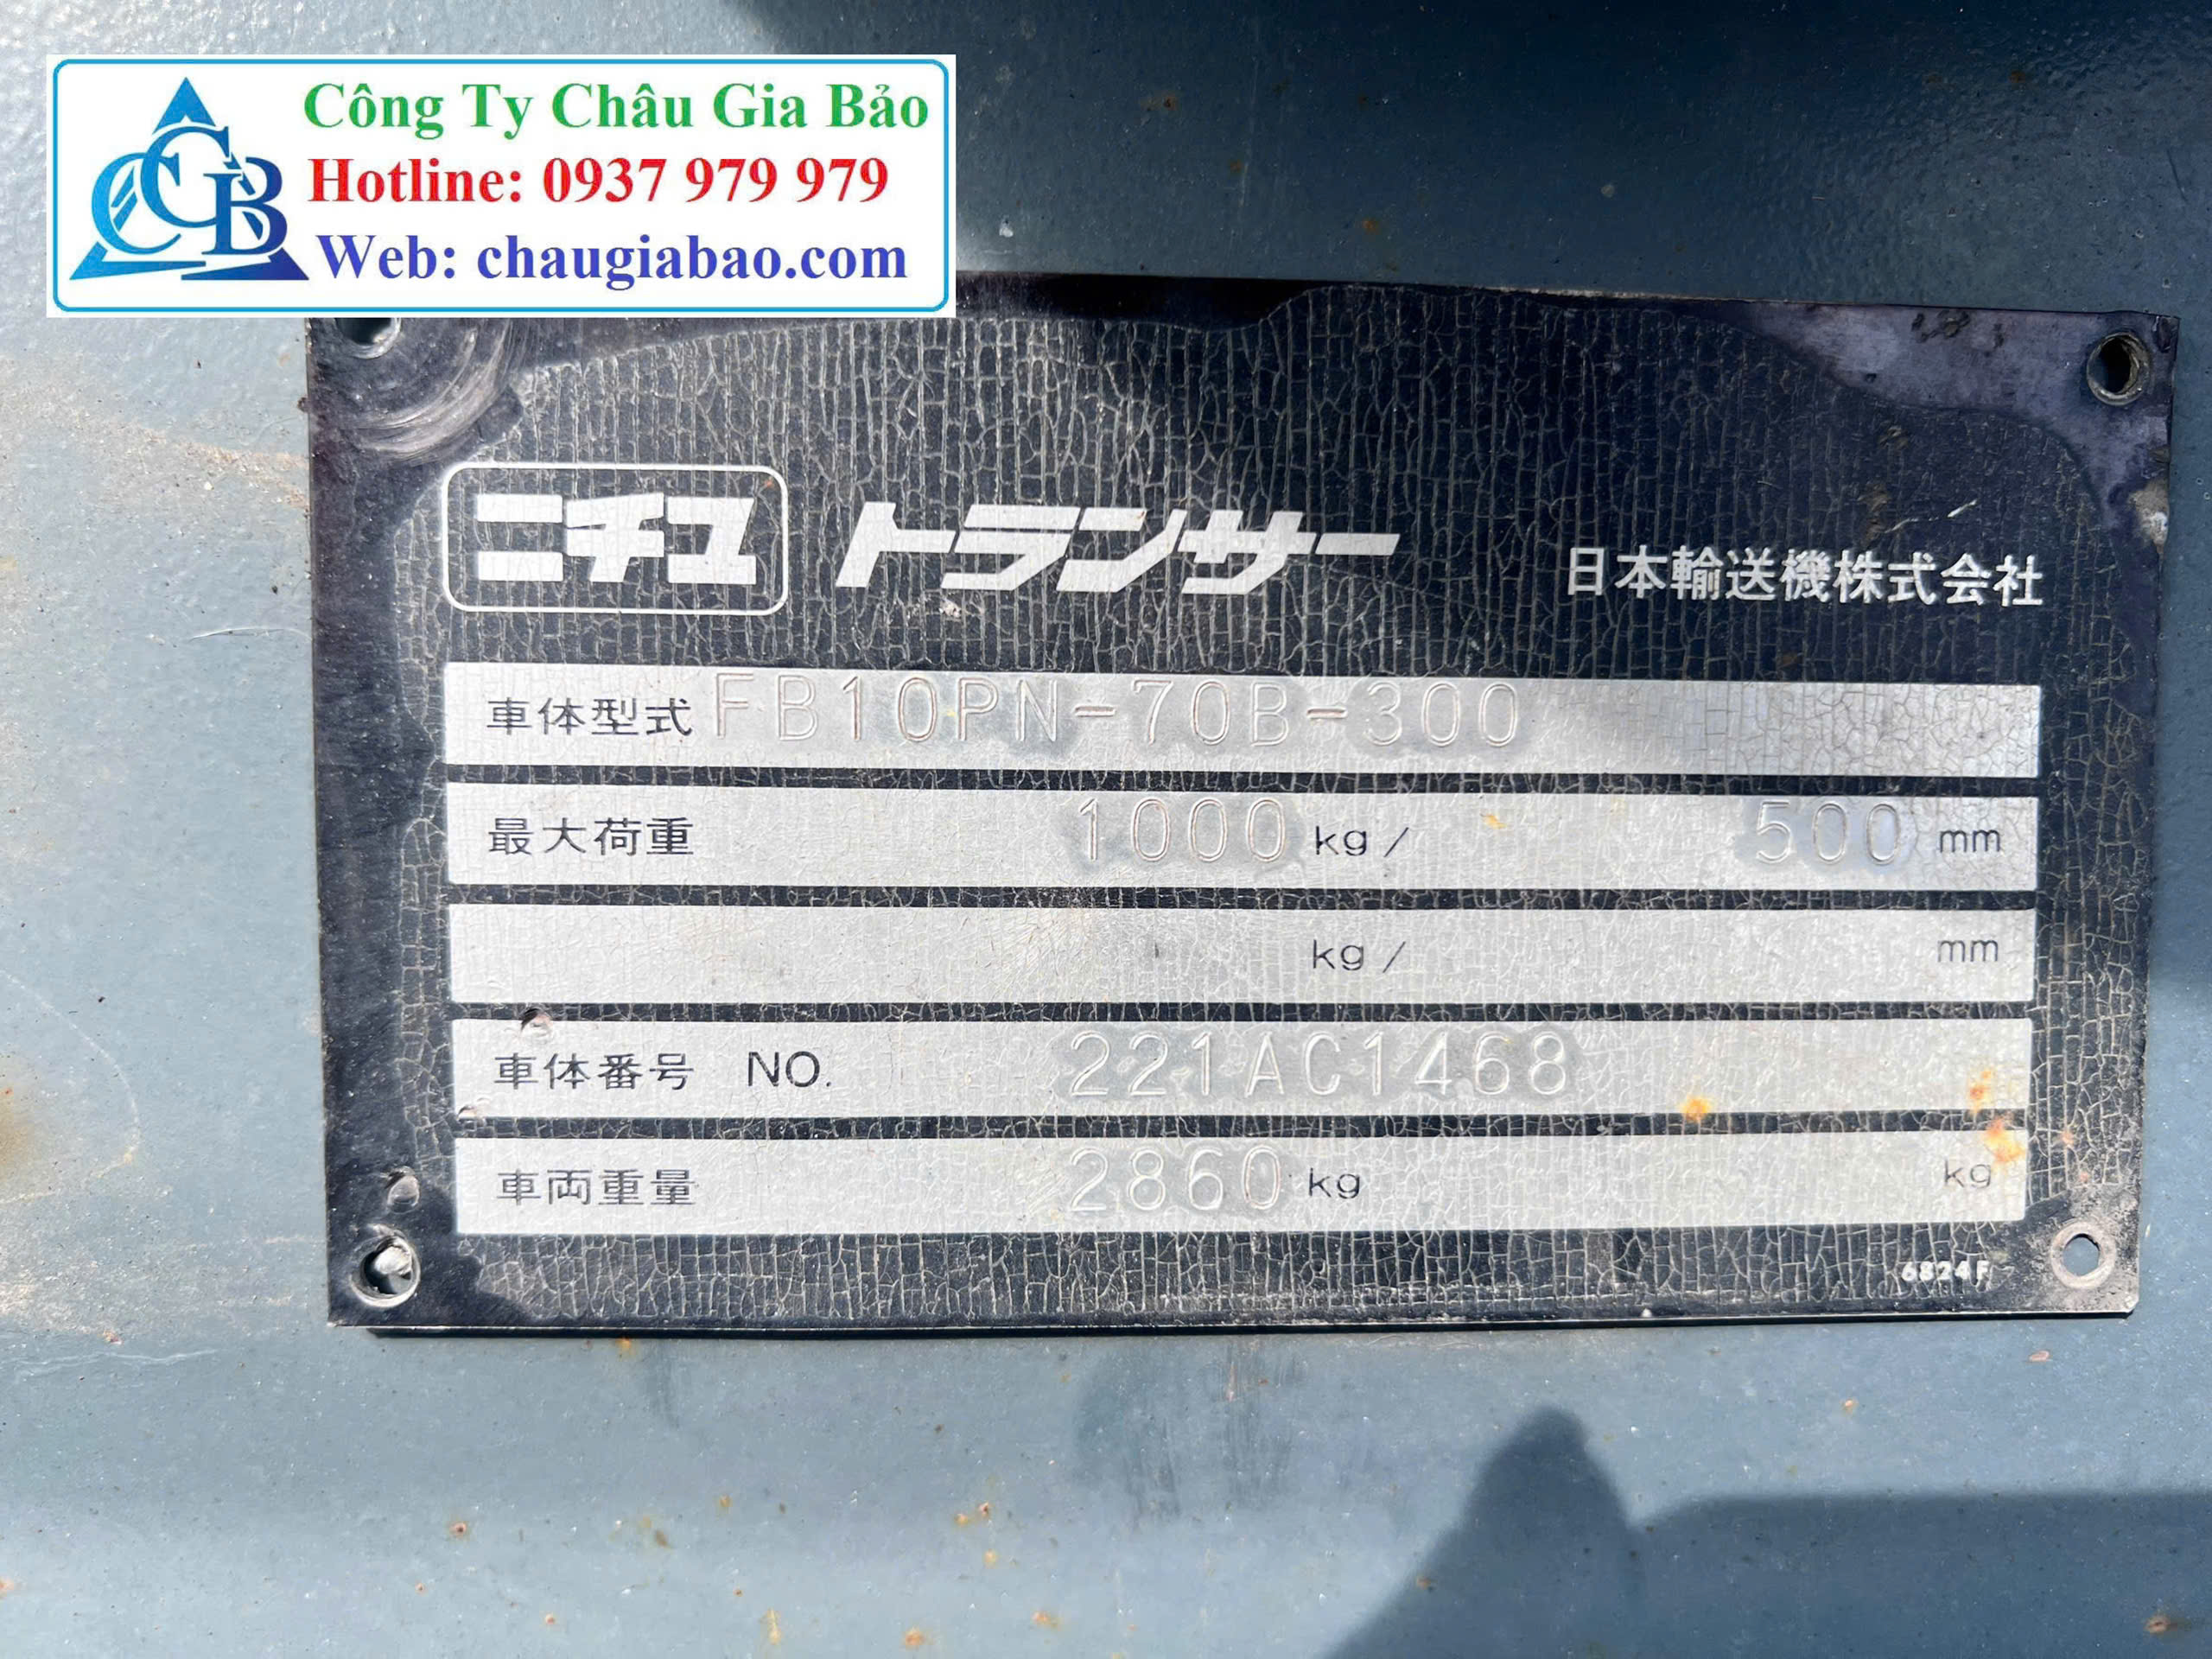 Công Ty Châu Gia Bảo
Hotline: 0937 979 979
Web: chaugiabao.com
CGB
ニチユ トランサー 日本輸送機株式会社
車体型式 FB10PN-70B-300
最大荷重 1000 kg / 500 mm
kg / mm
車体番号 NO. 221AC1468
車両重量 2860 kg kg
6824F